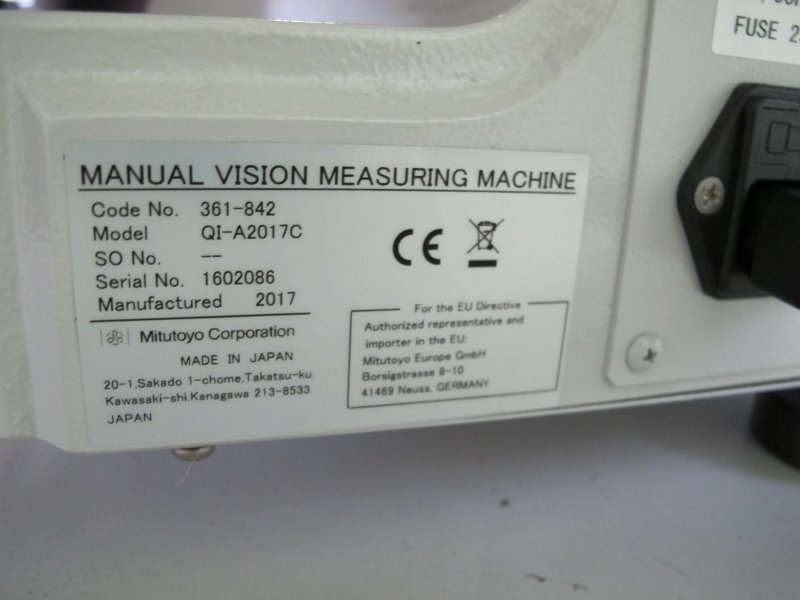 FUSE 2
MANUAL VISION MEASURING MACHINE
Code No. 361-842
Model QI-A2017C
SO No. --
Serial No. 1602086
Manufactured 2017
Mitutoyo Corporation
MADE IN JAPAN
20-1,Sakado 1-chome,Takatsu-ku,
Kawasaki-shi,Kanagawa 213-8533
JAPAN
CE
For the EU Directive
Authorized representative and
importer in the EU:
Mitutoyo Europe GmbH
Borsigstrasse 8-10
41469 Neuss, GERMANY